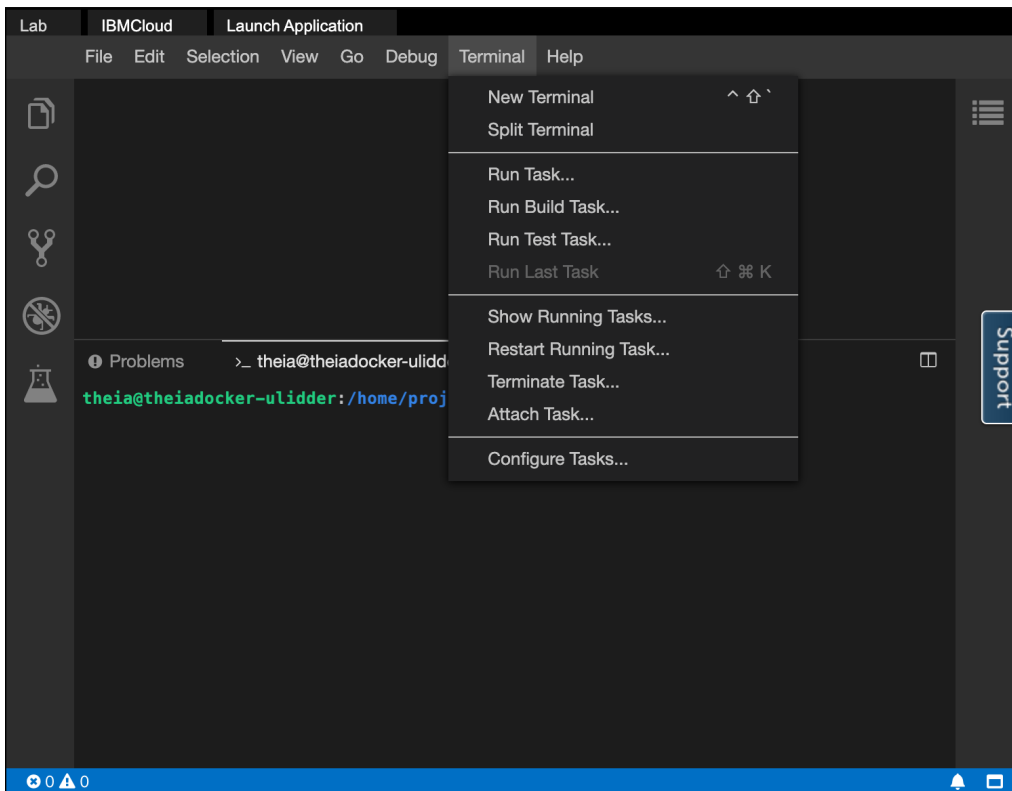 Lab IBMCloud Launch Application
File Edit Selection View Go Debug Terminal Help
New Terminal ^ ⇧ `
Split Terminal
Run Task...
Run Build Task...
Run Test Task...
Run Last Task ⇧ ⌘ K
Show Running Tasks...
Restart Running Task...
Terminate Task...
Attach Task...
Configure Tasks...
Problems >_ theia@theiadocker-ulidde
theia@theiadocker-ulidder:/home/proj
Support
0 0